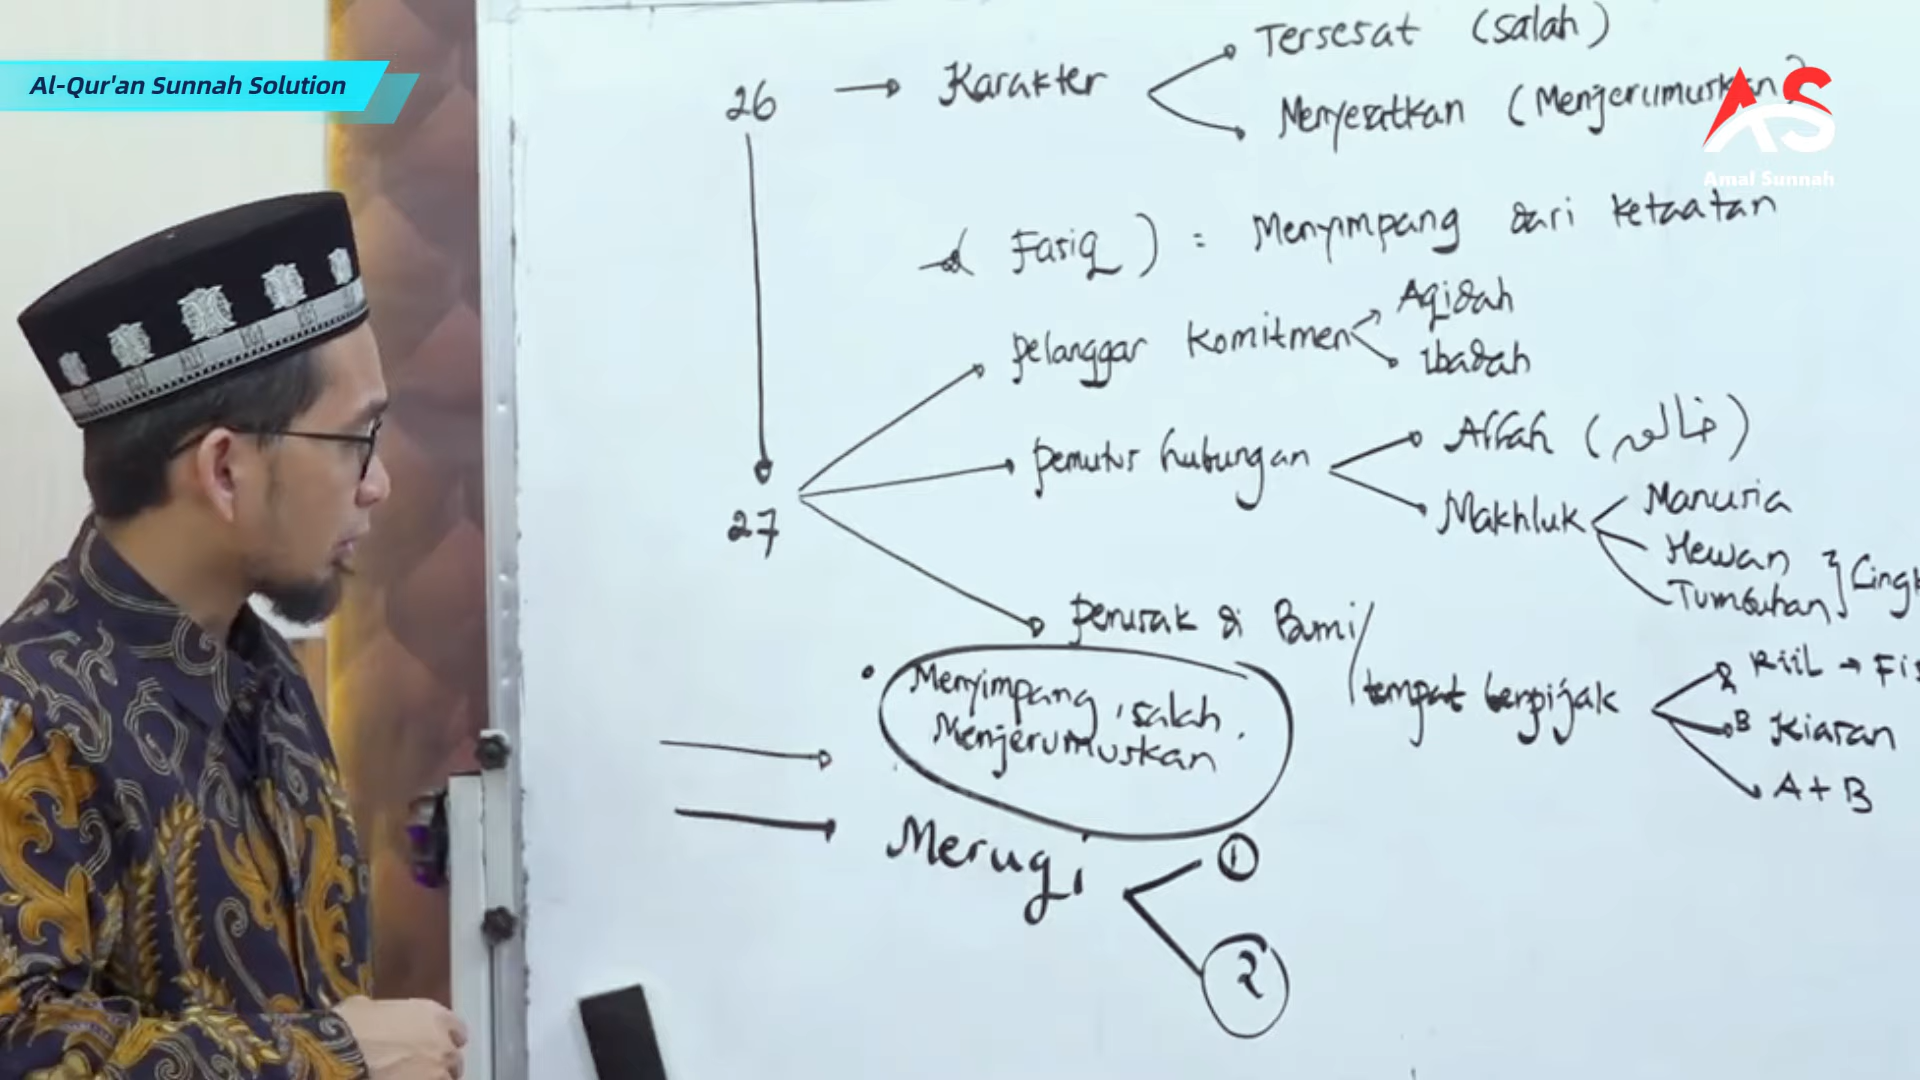 Al-Qur'an Sunnah Solution
AS
Amal Sunnah
26 → Karakter
Tersesat (salah)
Menyesatkan (Menjerumuskan)
(Fasiq) = Menyimpang dari ketaatan
pelanggar komitmen
Aqidah
ibadah
27
pemutus hubungan
Allah
Makhluk
Manusia
Hewan
Tumbuhan
perusak di Bumi/
tempat berpijak
A Riil →
B Kiasan
A + B
Menyimpang, salah,
Menjerumuskan
Merugi
1
2